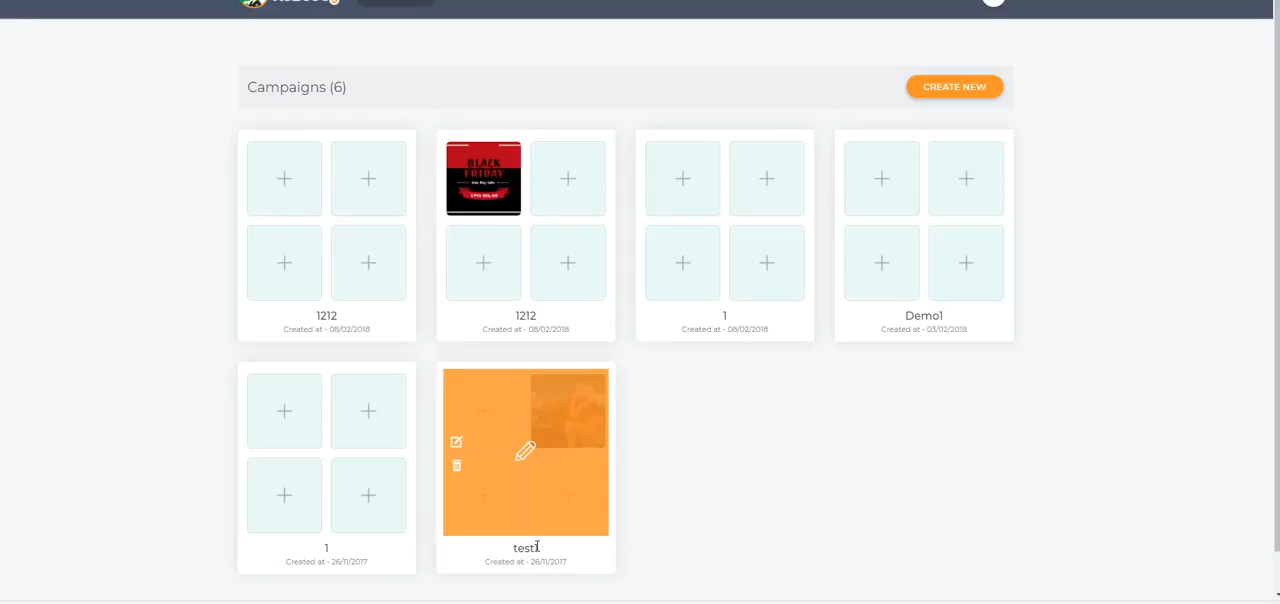 Campaigns (6)
CREATE NEW
BLACK
FRIDAY
1212
Created at - 08/02/2018
1212
Created at - 08/02/2018
1
Created at - 08/02/2018
Demo1
Created at - 03/02/2018
1
Created at - 26/11/2017
test1
Created at - 26/11/2017